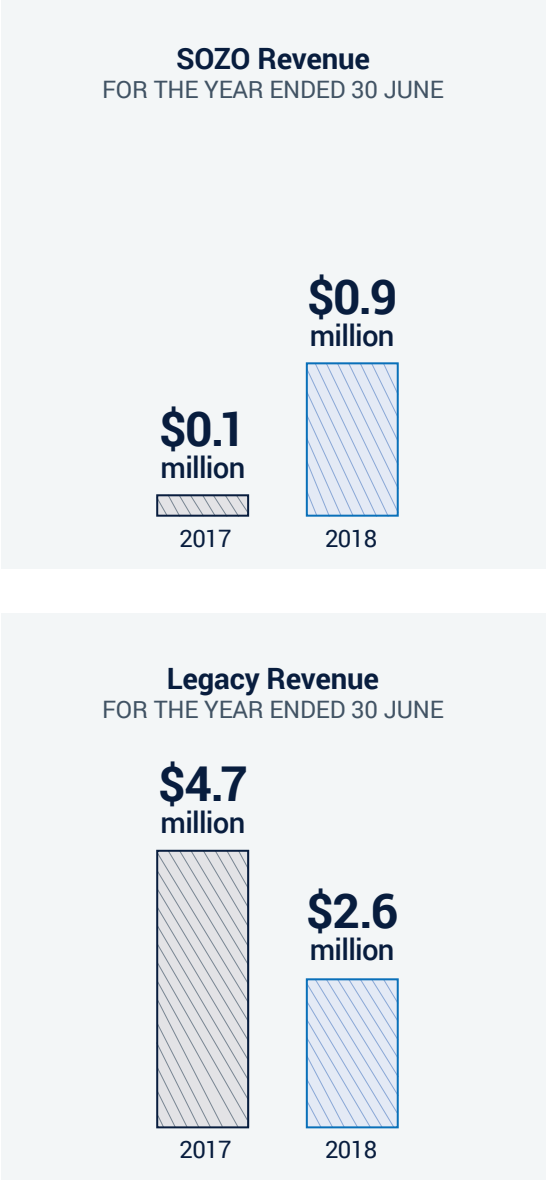 SOZO Revenue
FOR THE YEAR ENDED 30 JUNE
$0.9
million
$0.1
million
2017 2018
Legacy Revenue
FOR THE YEAR ENDED 30 JUNE
$4.7
million
$2.6
million
2017 2018